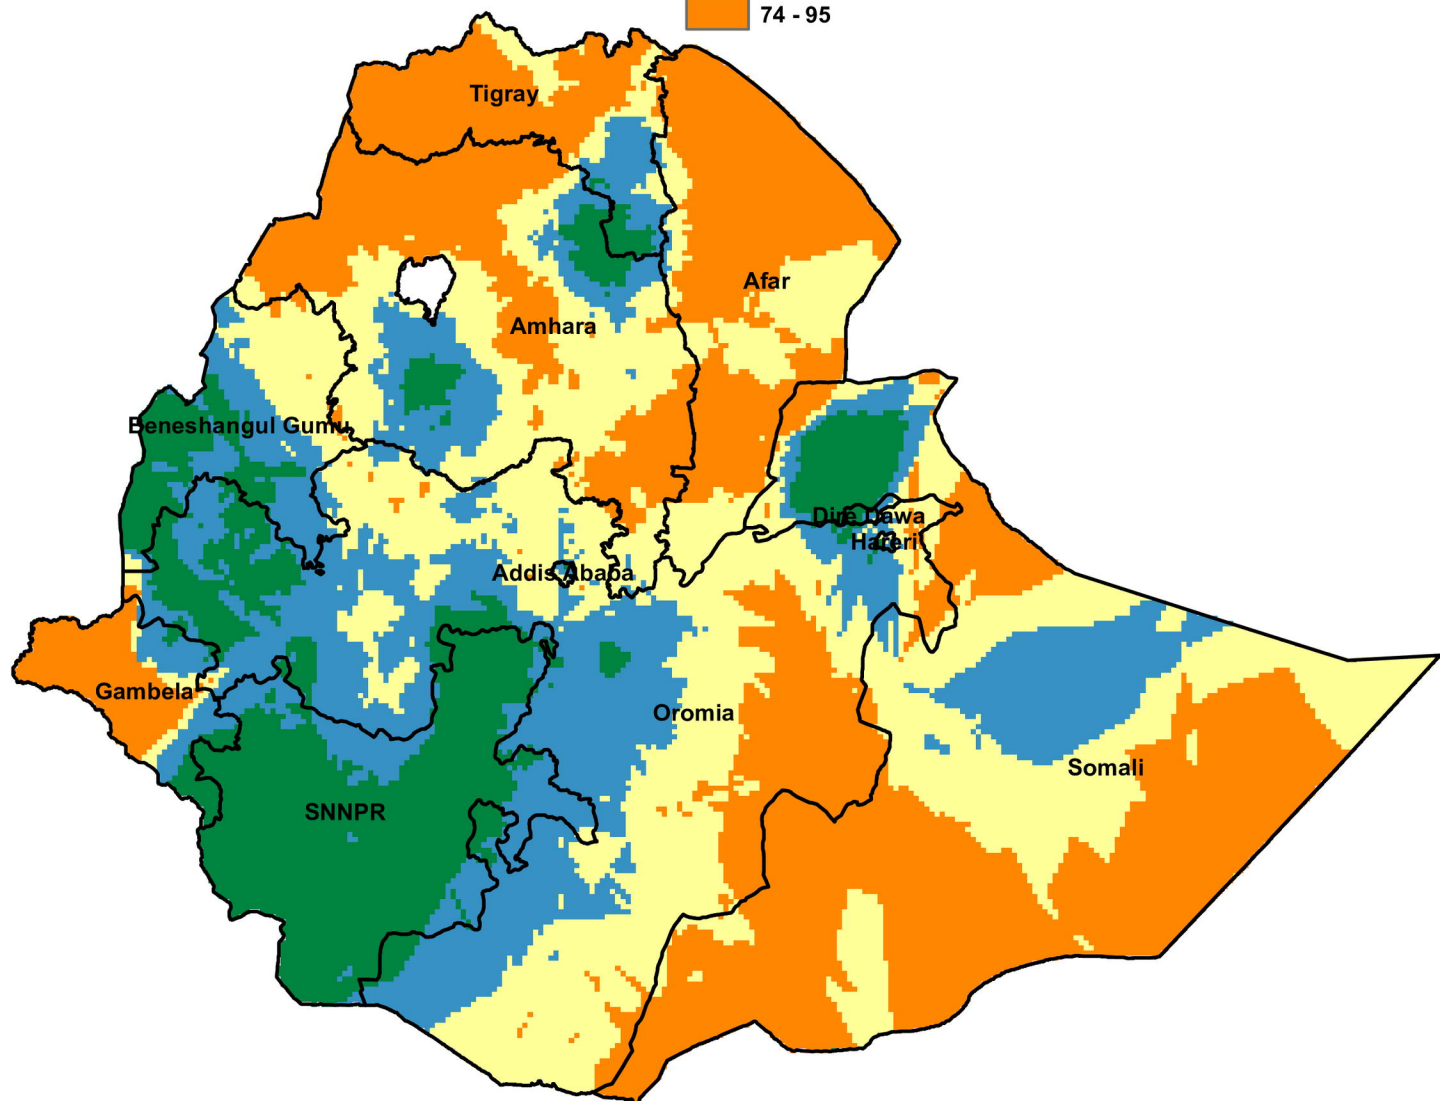 74 - 95
Tigray
Afar
Amhara
Beneshangul Gumu
Dire Dawa
Hareri
Addis Ababa
Gambela
Oromia
Somali
SNNPR